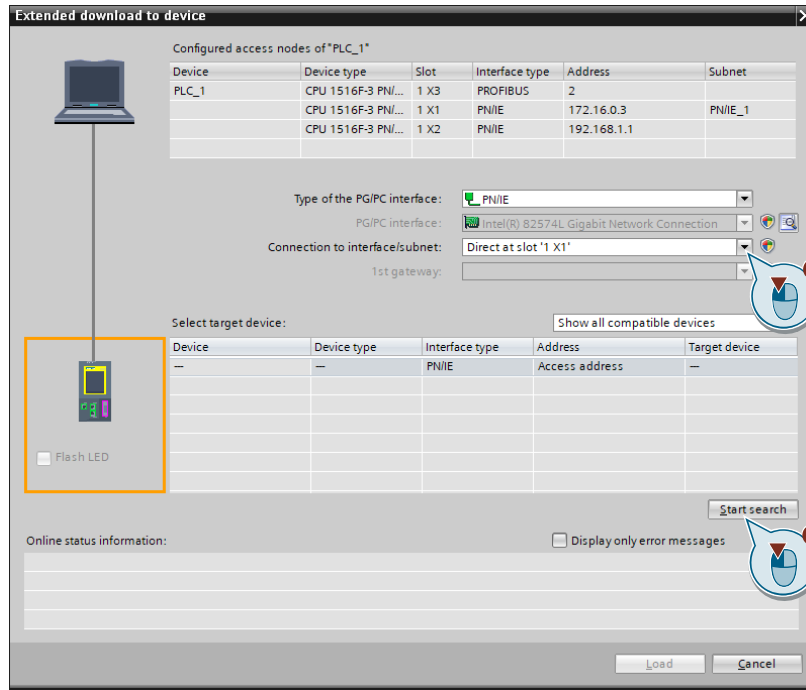 Extended download to device
Configured access nodes of "PLC_1"
Device Device type Slot Interface type Address Subnet
PLC_1 CPU 1516F-3 PN/... 1 X3 PROFIBUS 2
CPU 1516F-3 PN/... 1 X1 PN/IE 172.16.0.3 PN/IE_1
CPU 1516F-3 PN/... 1 X2 PN/IE 192.168.1.1
Type of the PG/PC interface: PN/IE
PG/PC interface: Intel(R) 82574L Gigabit Network Connection
Connection to interface/subnet: Direct at slot '1 X1'
1st gateway:
Select target device: Show all compatible devices
Device Device type Interface type Address Target device
— — PN/IE Access address —
Flash LED
Start search
Online status information: Display only error messages
Load Cancel